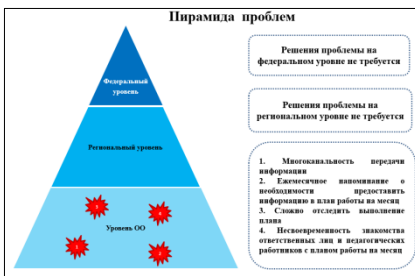 Пирамида проблем
Федеральный
уровень
Решения проблемы на
федеральном уровне не требуется
Региональный уровень
Решения проблемы на
региональном уровне не требуется
Уровень ОО
1. Многоканальность передачи
информации
2. Ежемесячное напоминание о
необходимости предоставить
информацию в план работы на месяц
3. Сложно отследить выполнение
плана
4. Несвоевременность знакомства
ответственных лиц и педагогических
работников с планом работы на месяц